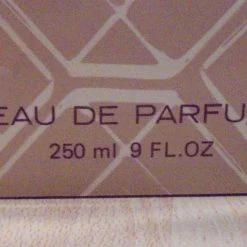 EAU DE PARFU
250 ml 9 FL.OZ